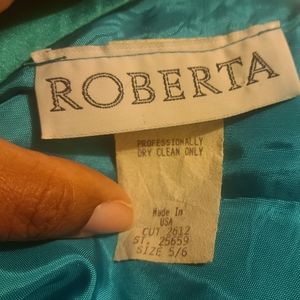 ROBERTA
PROFESSIONALLY
DRY CLEAN ONLY
Made In
USA
CUT 2612
ST. 25659
SIZE 5/6